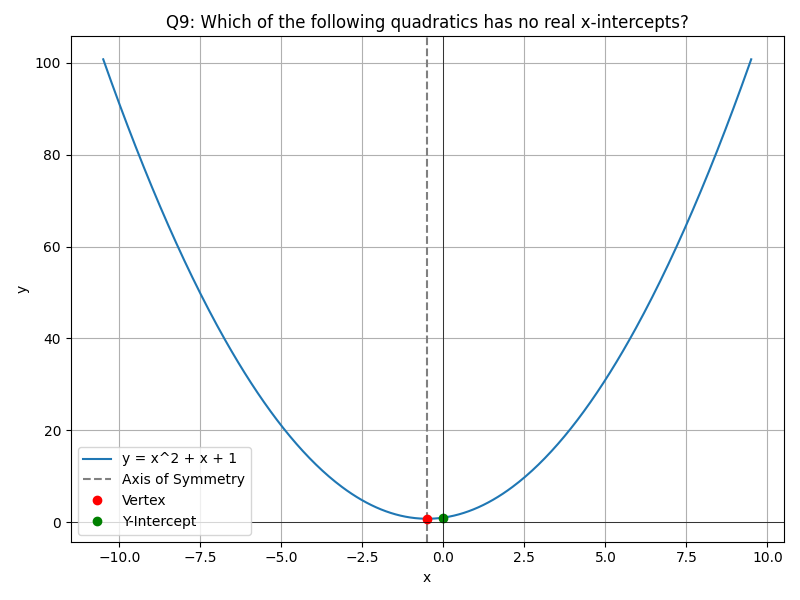 Q9: Which of the following quadratics has no real x-intercepts?
y
100
80
60
40
20
0
y = x^2 + x + 1
Axis of Symmetry
Vertex
Y-Intercept
−10.0 −7.5 −5.0 −2.5 0.0 2.5 5.0 7.5 10.0
x